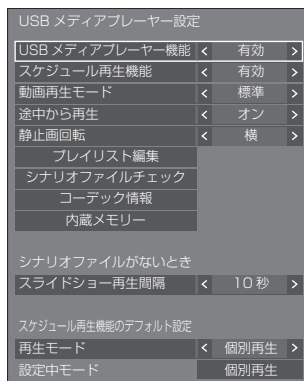 USB メディアプレーヤー設定
USB メディアプレーヤー機能 < 有効 >
スケジュール再生機能 < 有効 >
動画再生モード < 標準 >
途中から再生 < オン >
静止画回転 < 横 >
プレイリスト編集
シナリオファイルチェック
コーデック情報
内蔵メモリー
シナリオファイルがないとき
スライドショー再生間隔 < 10秒 >
スケジュール再生機能のデフォルト設定
再生モード < 個別再生 >
設定中モード 個別再生